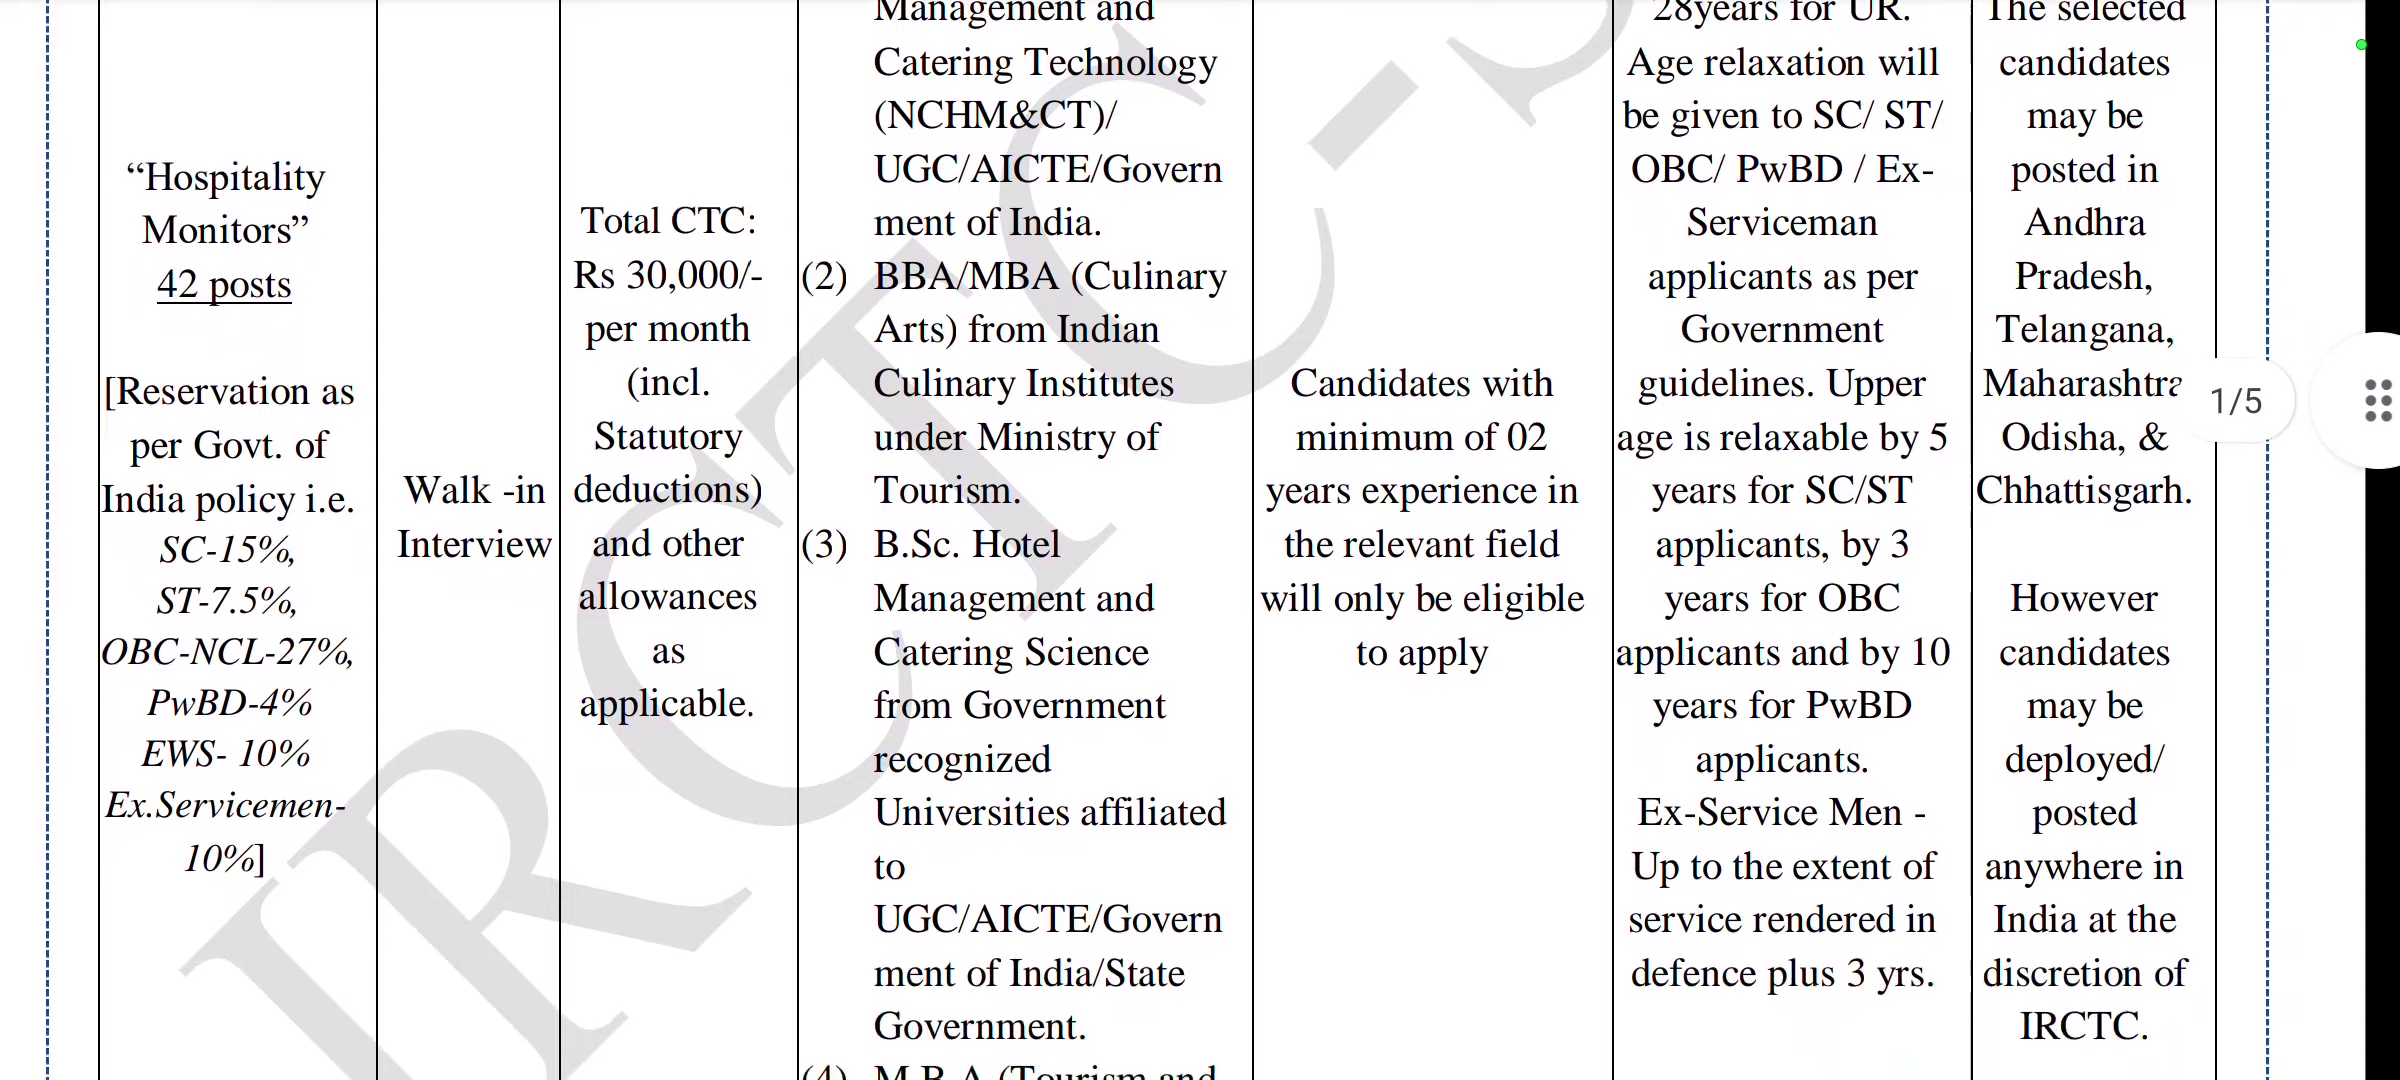 “Hospitality
Monitors”
42 posts
[Reservation as
per Govt. of
India policy i.e.
SC-15%,
ST-7.5%,
OBC-NCL-27%,
PwBD-4%
EWS- 10%
Ex.Servicemen-
10%]
Walk -in
Interview
Total CTC:
Rs 30,000/-
per month
(incl.
Statutory
deductions)
and other
allowances
as
applicable.
Management and
Catering Technology
(NCHM&CT)/
UGC/AICTE/Govern
ment of India.
(2) BBA/MBA (Culinary
Arts) from Indian
Culinary Institutes
under Ministry of
Tourism.
(3) B.Sc. Hotel
Management and
Catering Science
from Government
recognized
Universities affiliated
to
UGC/AICTE/Govern
ment of India/State
Government.
(4) M.B.A (Tourism and
Candidates with
minimum of 02
years experience in
the relevant field
will only be eligible
to apply
28years for UR.
Age relaxation will
be given to SC/ ST/
OBC/ PwBD / Ex-
Serviceman
applicants as per
Government
guidelines. Upper
age is relaxable by 5
years for SC/ST
applicants, by 3
years for OBC
applicants and by 10
years for PwBD
applicants.
Ex-Service Men -
Up to the extent of
service rendered in
defence plus 3 yrs.
The selected
candidates
may be
posted in
Andhra
Pradesh,
Telangana,
Maharashtra
Odisha, &
Chhattisgarh.
However
candidates
may be
deployed/
posted
anywhere in
India at the
discretion of
IRCTC.
1/5
IRCTC-S